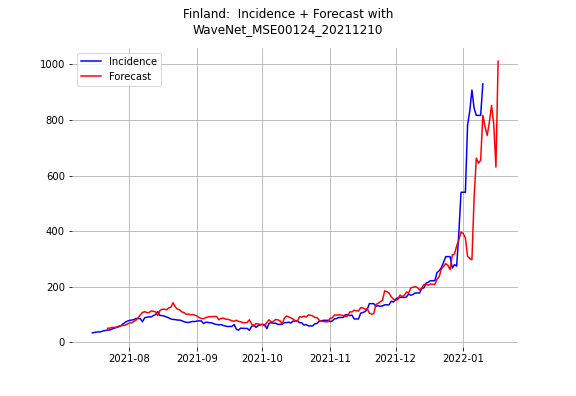 Finland:  Incidence + Forecast with
WaveNet_MSE00124_20211210
Incidence
Forecast
1000
800
600
400
200
0
2021-08 2021-09 2021-10 2021-11 2021-12 2022-01